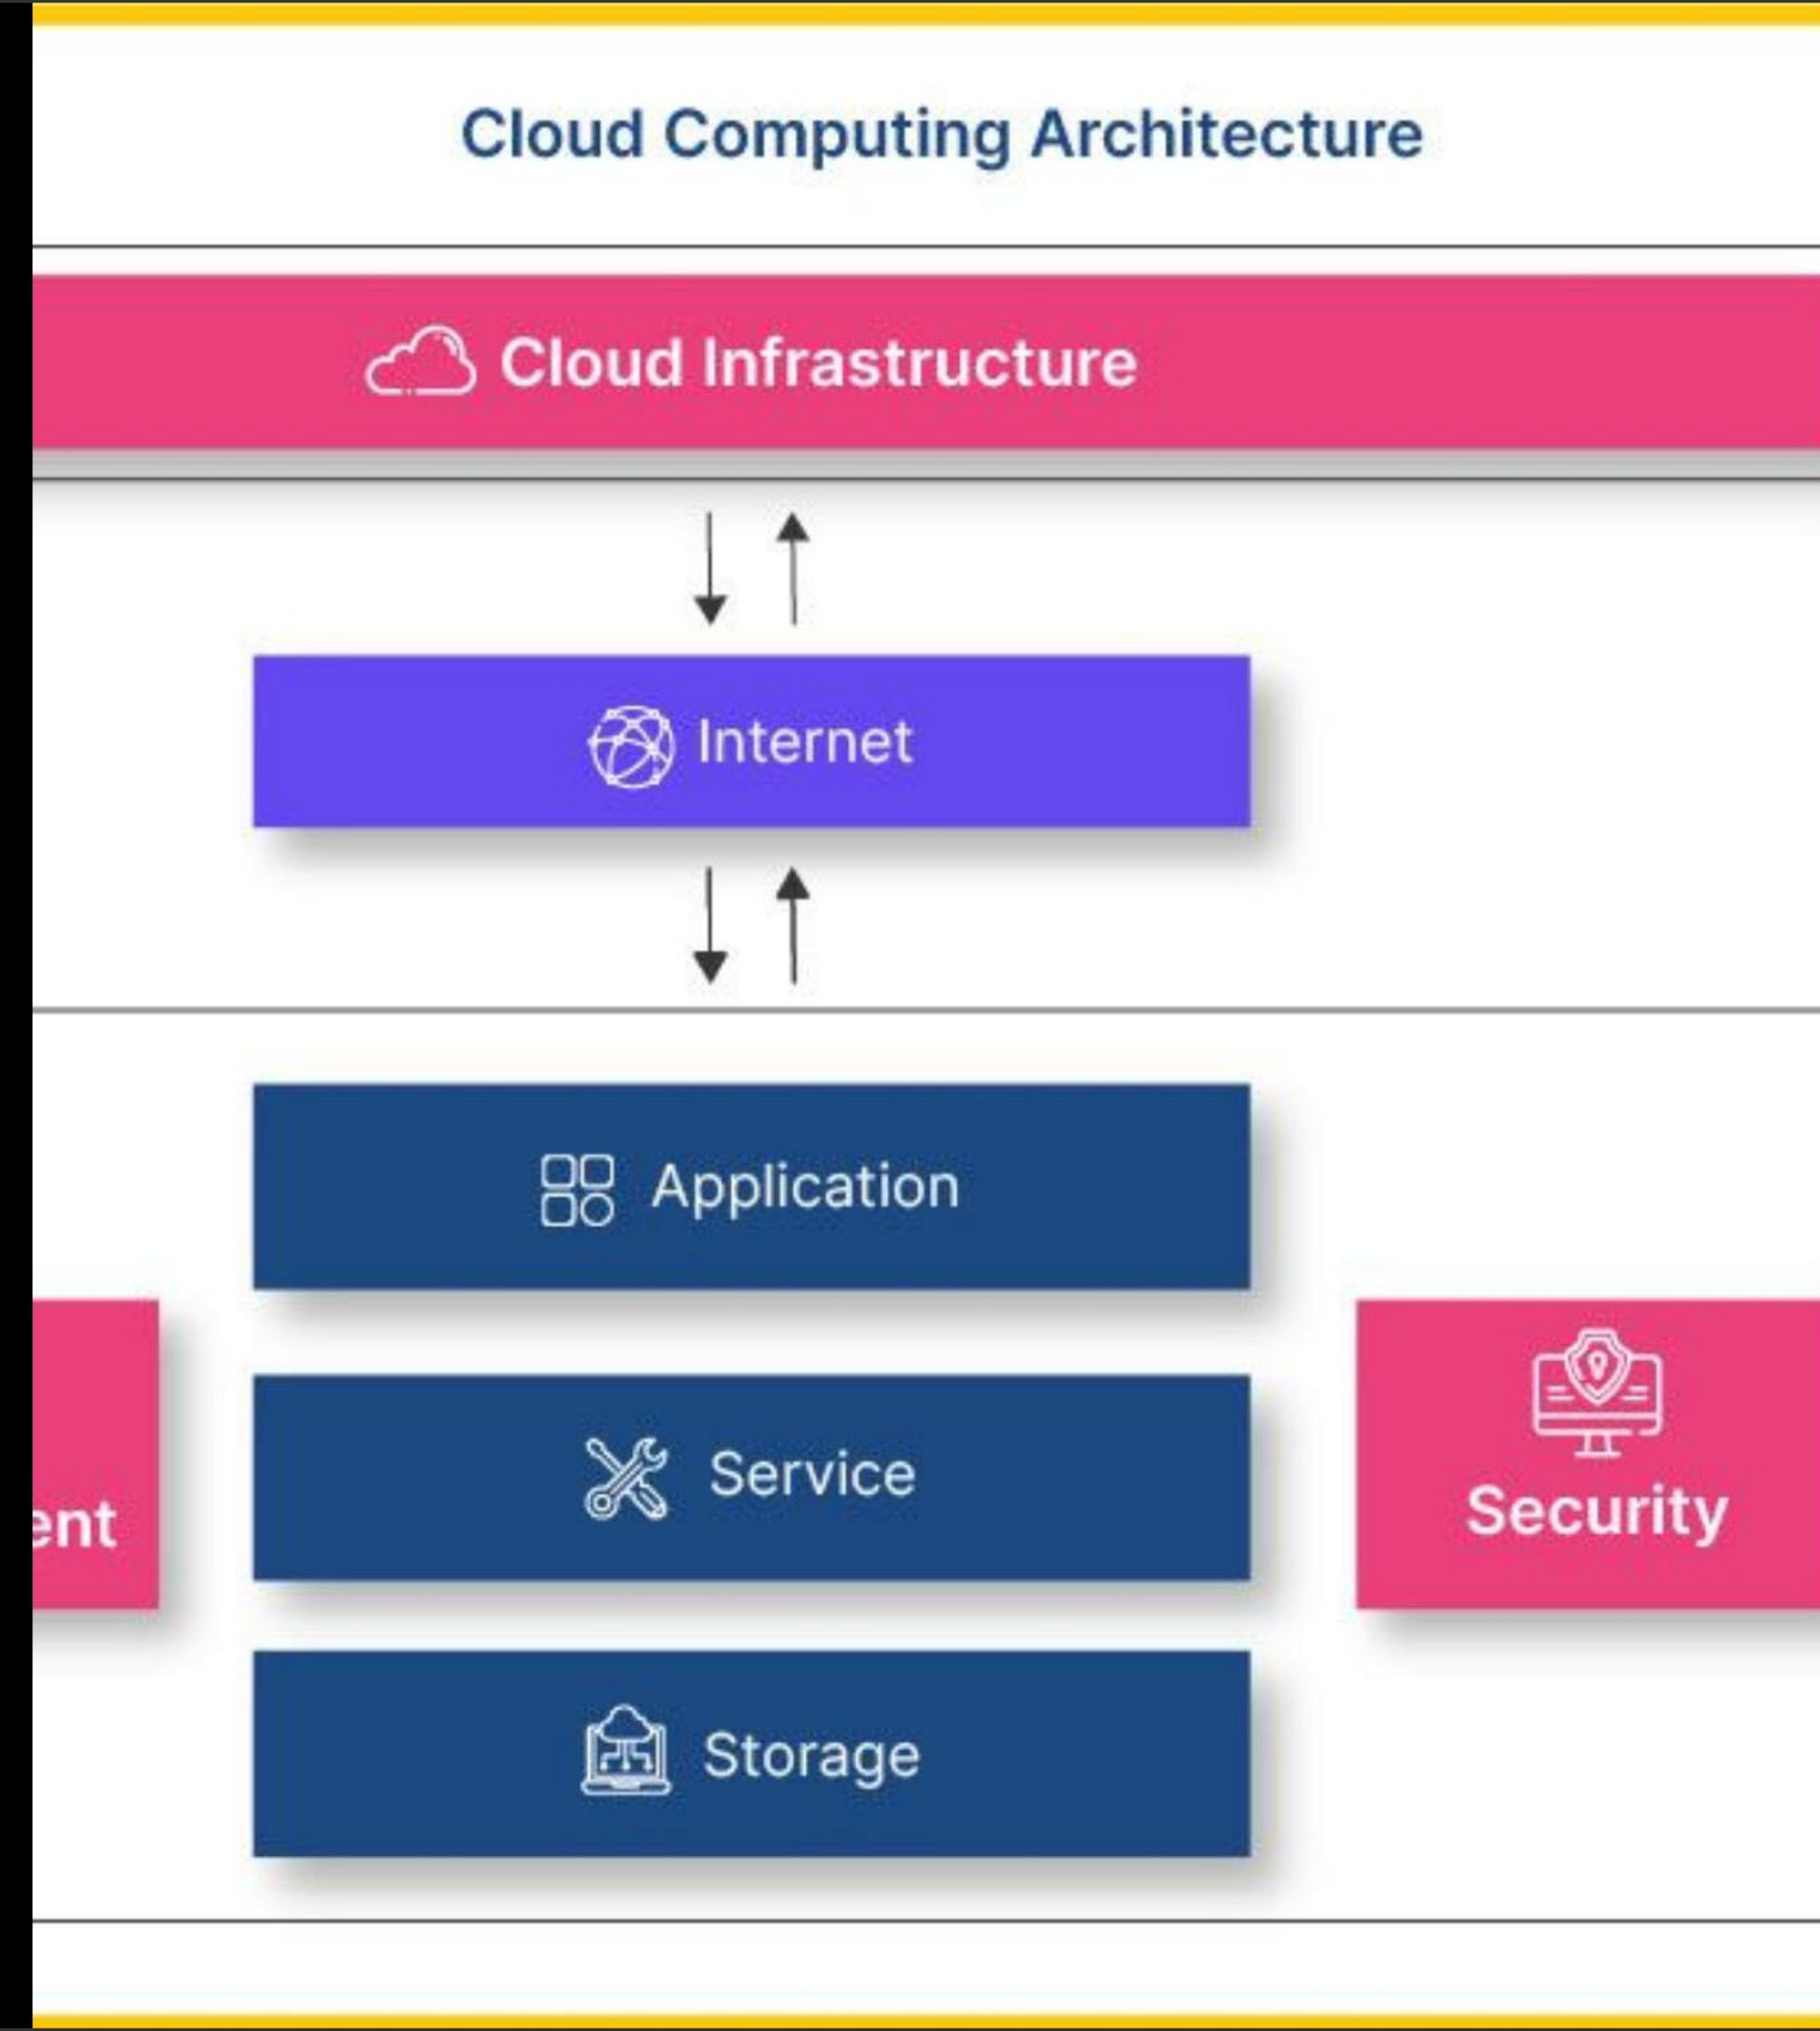 Cloud Computing Architecture
Cloud Infrastructure
Internet
Application
Service
ent
Security
Storage